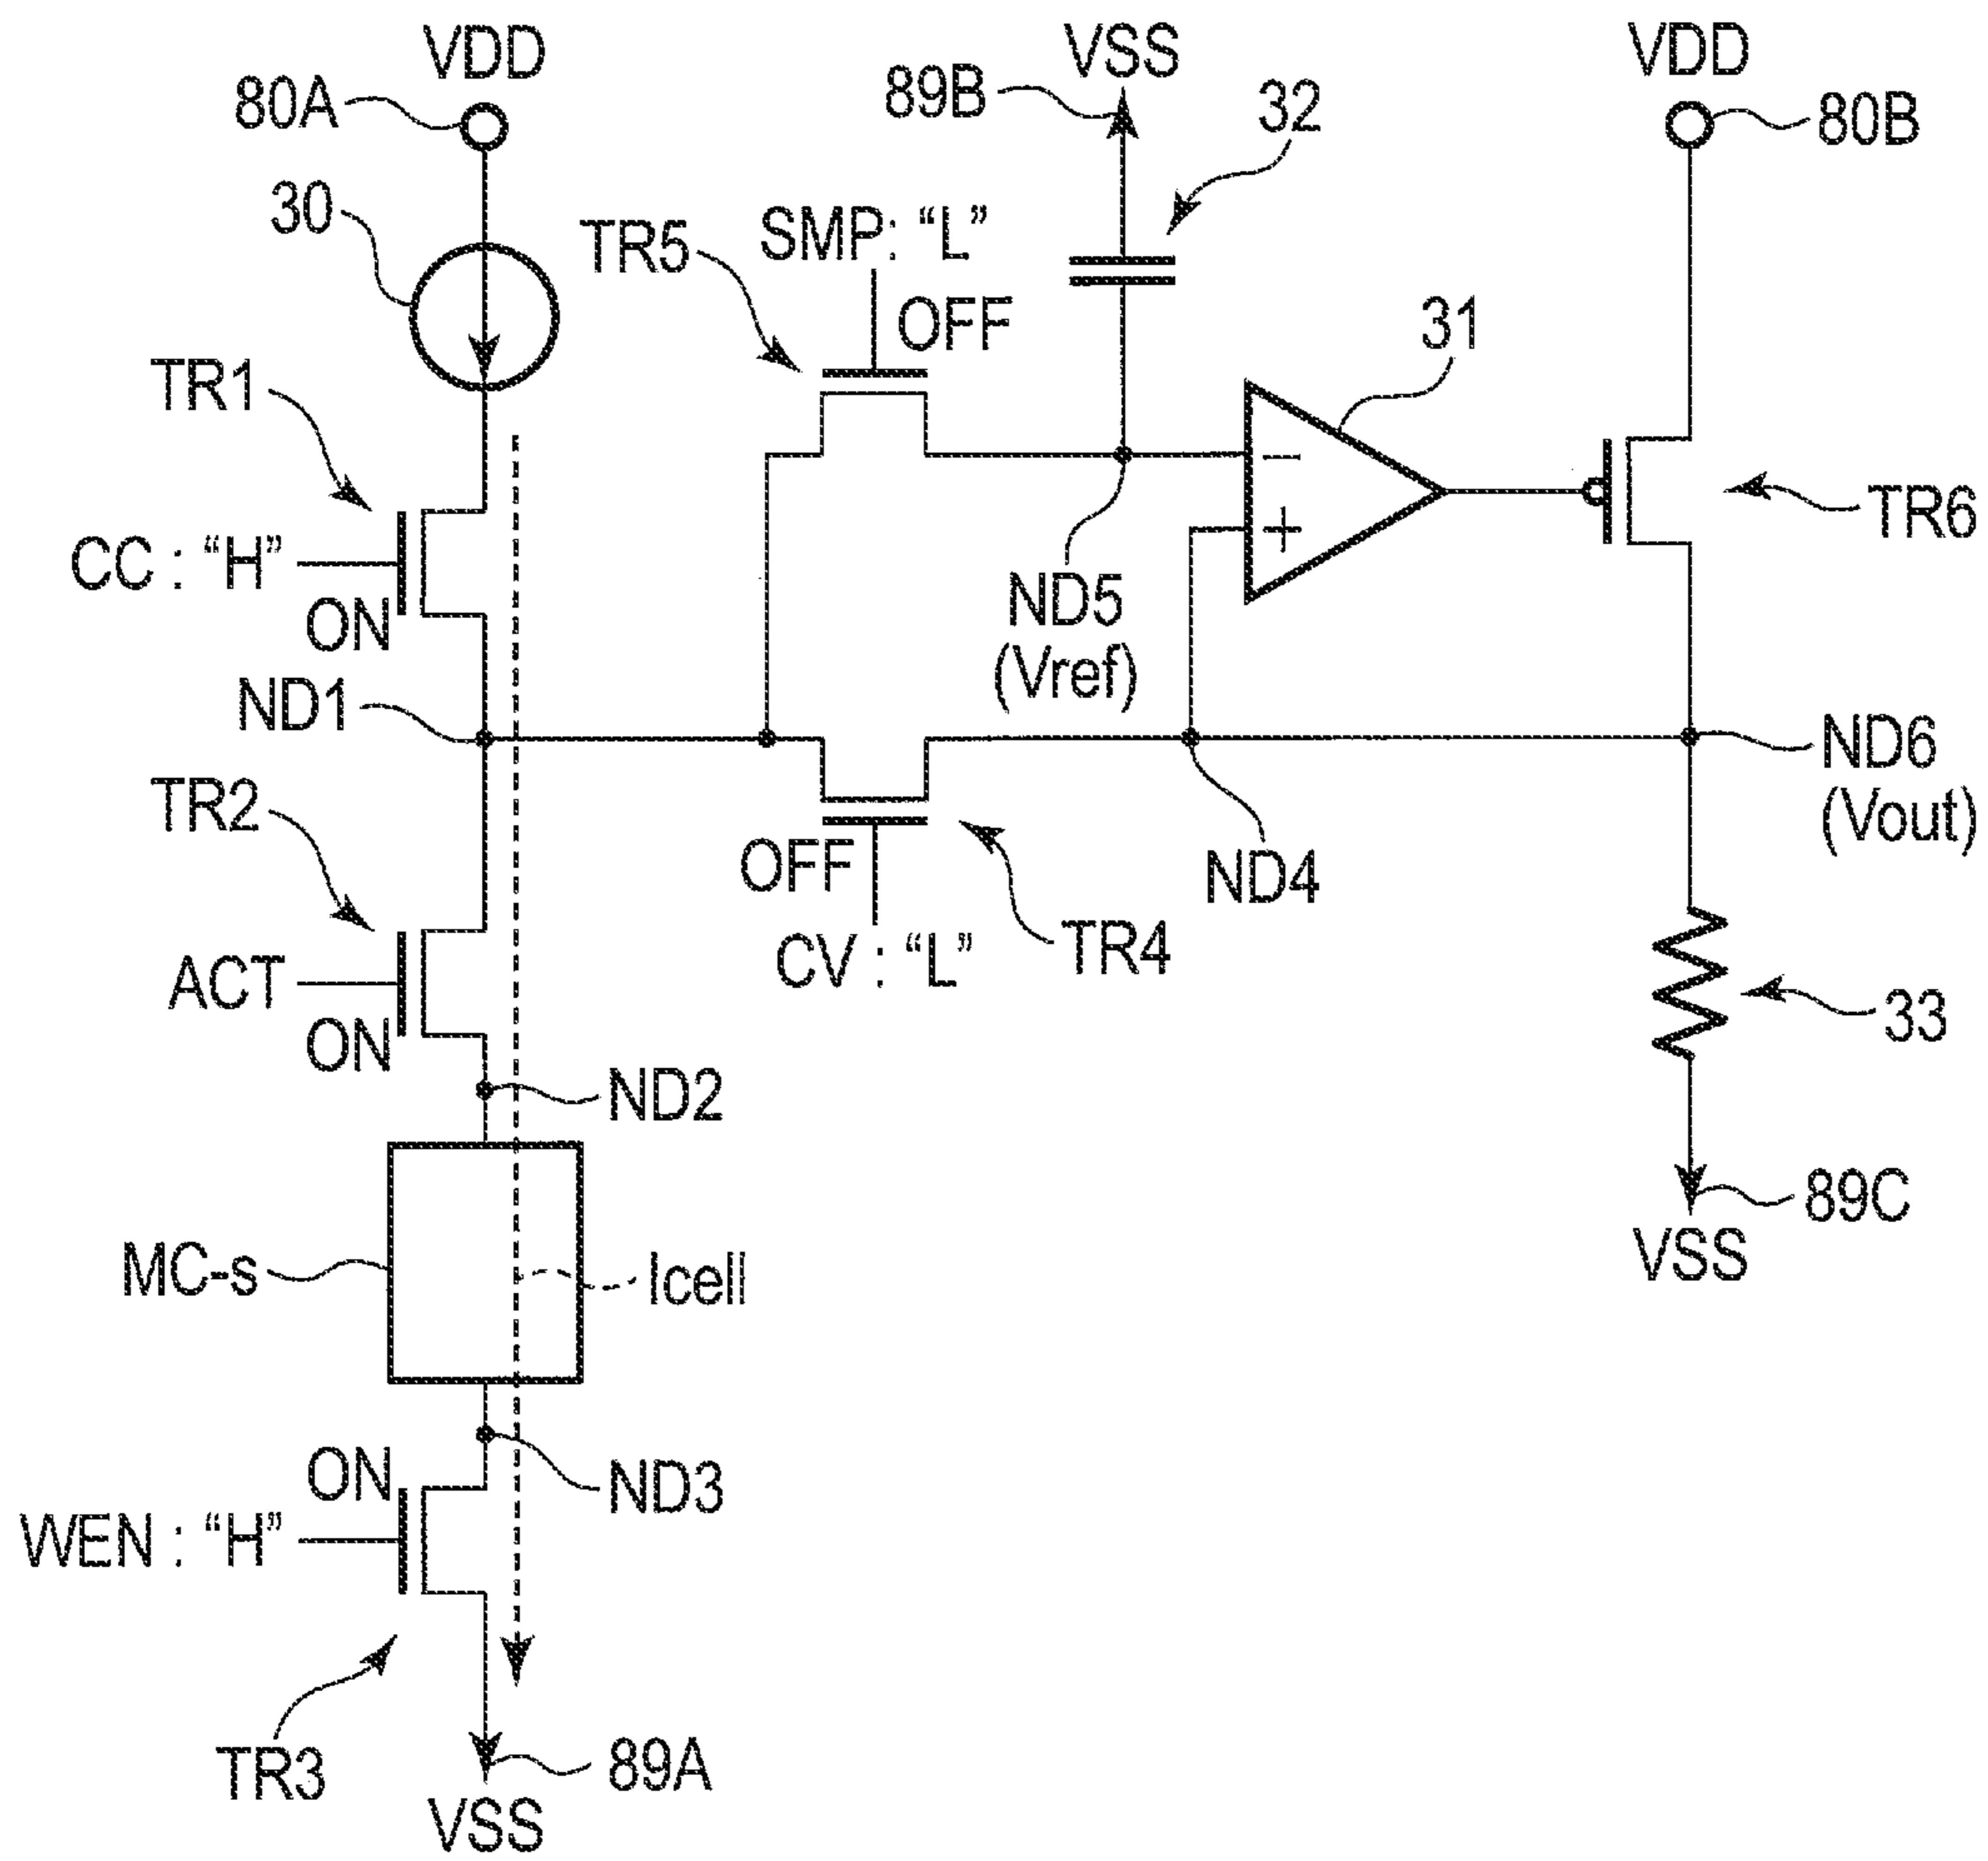 VDD
80A
30
TR1
CC : “H”
ON
ND1
TR2
ACT
ON
ND2
MC-s
Icell
ON
ND3
WEN : “H”
TR3
89A
VSS
VSS
89B
32
SMP: “L”
TR5
OFF
31
ND5
(Vref)
OFF
ND4
CV : “L”
TR4
VDD
80B
TR6
ND6
(Vout)
33
89C
VSS
−
+